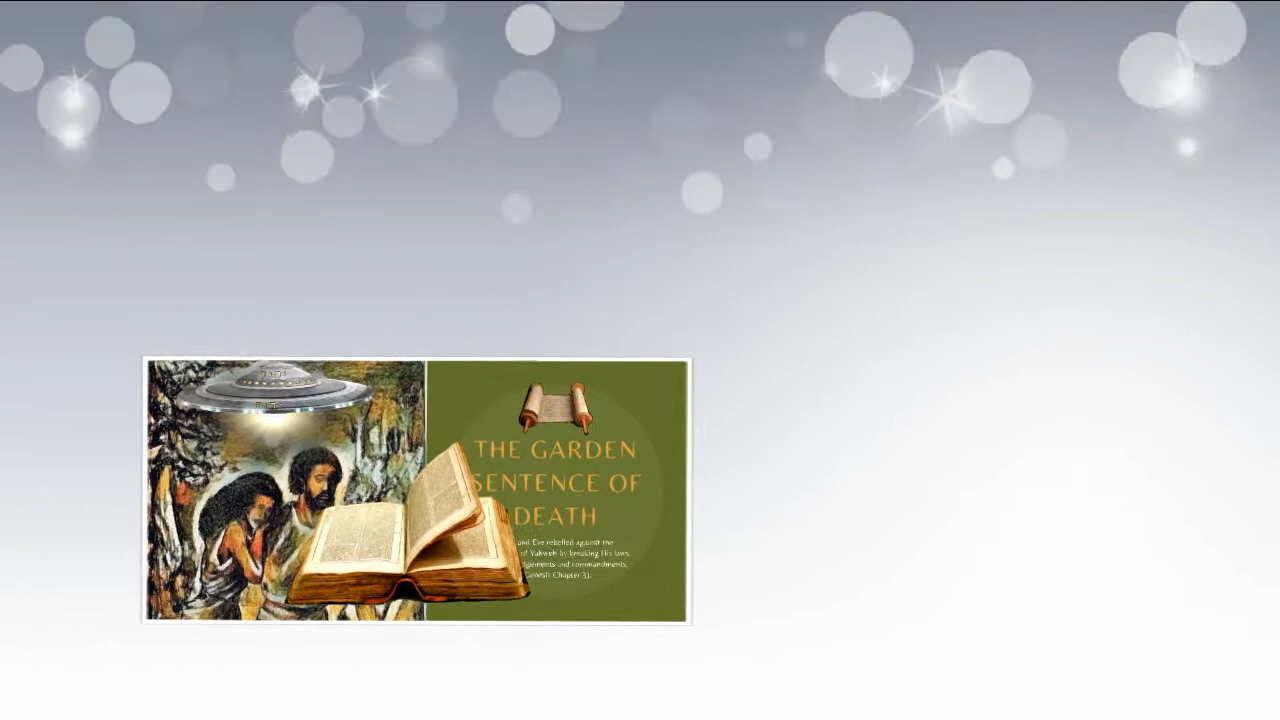 THE GARDEN
SENTENCE OF
DEATH
and Eve rebelled against the
of Yahweh by breaking His laws,
and commandments,
Genesis Chapter 3).